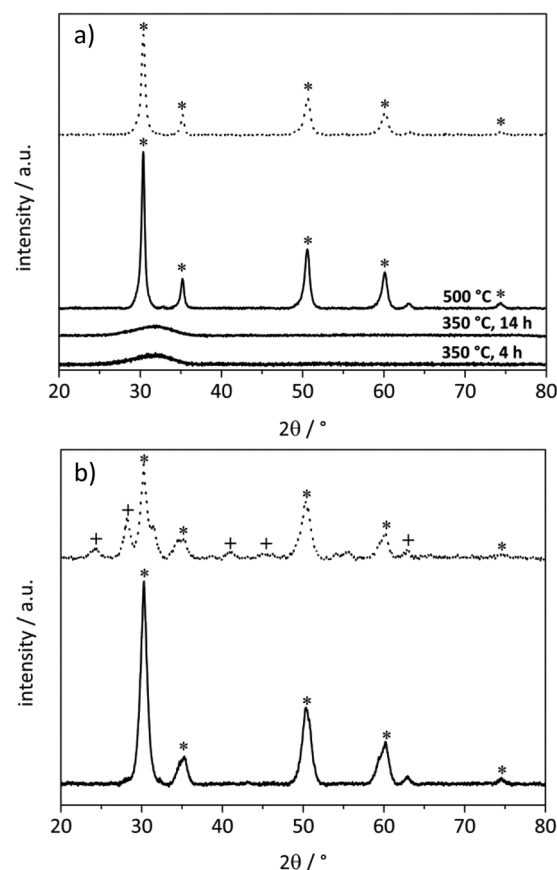 a)
*
*
*
*
*
*
*
*
*
500 °C
*
350 °C, 14 h
350 °C, 4 h
intensity / a.u.
20 30 40 50 60 70 80
2θ / °
b)
*
+
+
*
*
+
+
*
+
*
*
*
*
*
*
intensity / a.u.
20 30 40 50 60 70 80
2θ / °